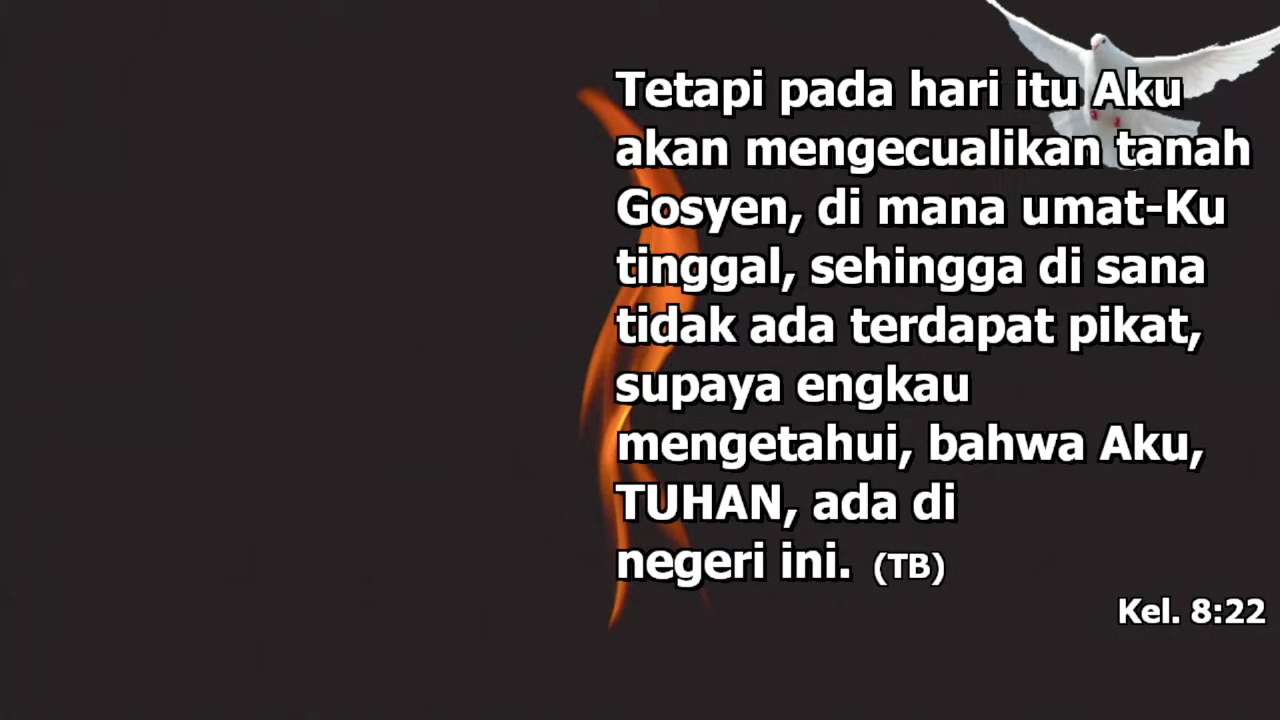 Tetapi pada hari itu Aku
akan mengecualikan tanah
Gosyen, di mana umat-Ku
tinggal, sehingga di sana
tidak ada terdapat pikat,
supaya engkau
mengetahui, bahwa Aku,
TUHAN, ada di
negeri ini. (TB)
Kel. 8:22